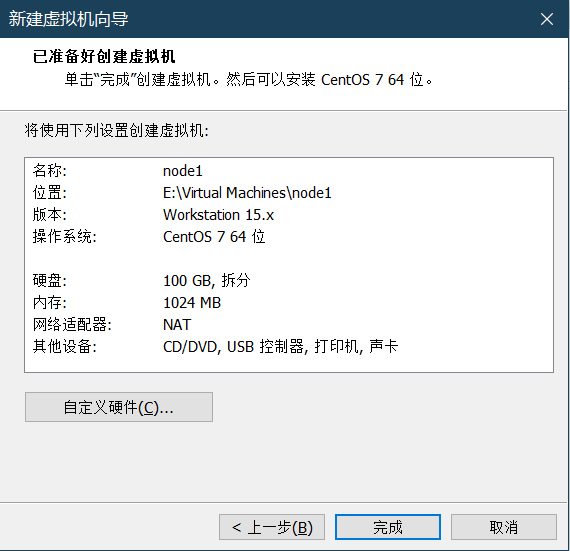 新建虚拟机向导
已准备好创建虚拟机
单击“完成”创建虚拟机。然后可以安装 CentOS 7 64 位。
将使用下列设置创建虚拟机:
名称: node1
位置: E:\Virtual Machines\node1
版本: Workstation 15.x
操作系统: CentOS 7 64 位
硬盘: 100 GB, 拆分
内存: 1024 MB
网络适配器: NAT
其他设备: CD/DVD, USB 控制器, 打印机, 声卡
自定义硬件(C)...
< 上一步(B) 完成 取消